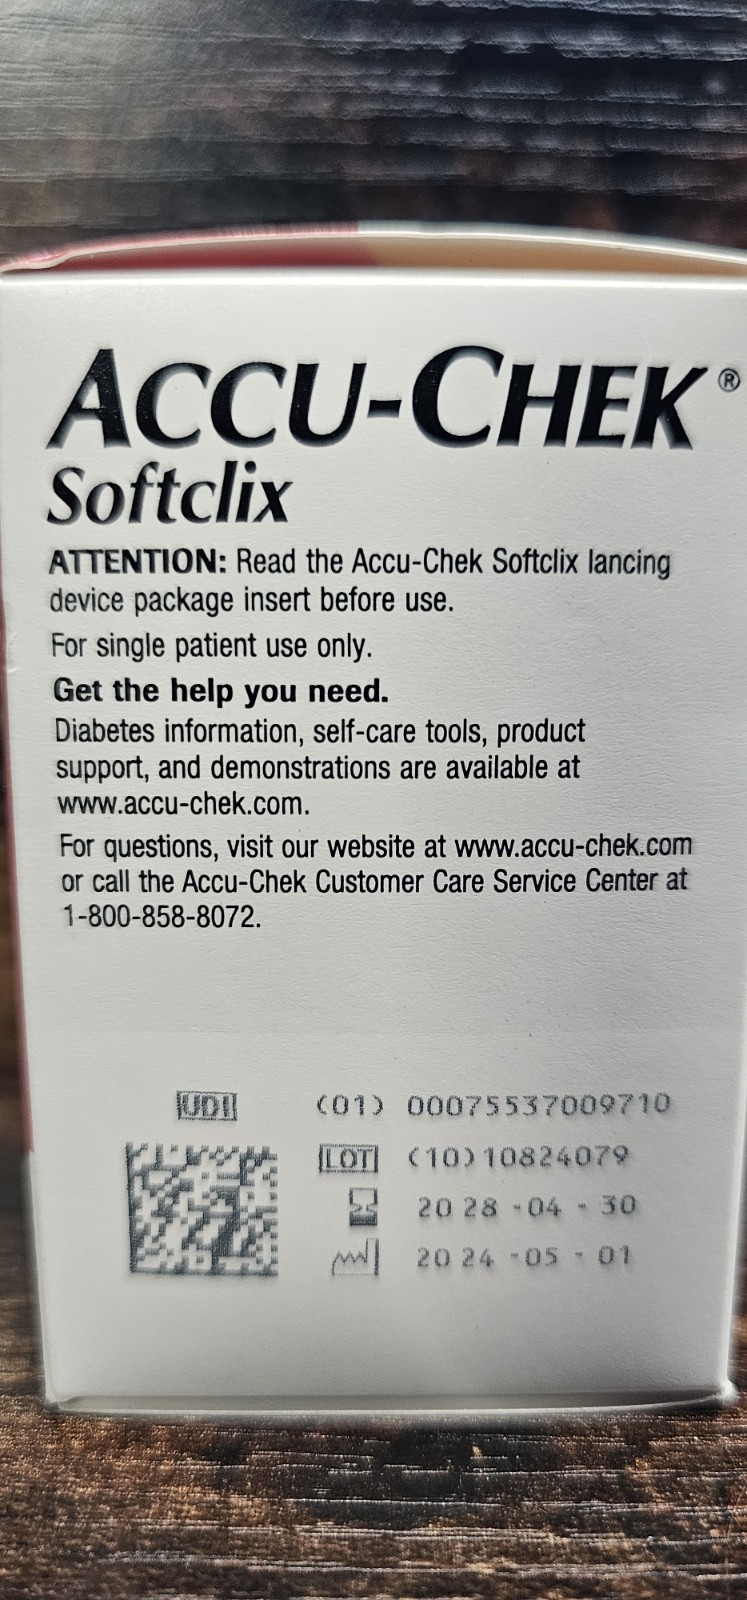 ACCU-CHEK®
Softclix
ATTENTION: Read the Accu-Chek Softclix lancing
device package insert before use.
For single patient use only.
Get the help you need.
Diabetes information, self-care tools, product
support, and demonstrations are available at
www.accu-chek.com.
For questions, visit our website at www.accu-chek.com
or call the Accu-Chek Customer Care Service Center at
1-800-858-8072.
UDI (01) 00075537009710
LOT (10)10824079
2028-04-30
2024-05-01